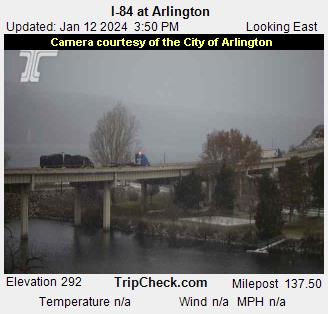 I-84 at Arlington
Updated: Jan 12 2024 3:50 PM Looking East
Camera courtesy of the City of Arlington
Elevation 292 TripCheck.com Milepost 137.50
Temperature n/a Wind n/a MPH n/a